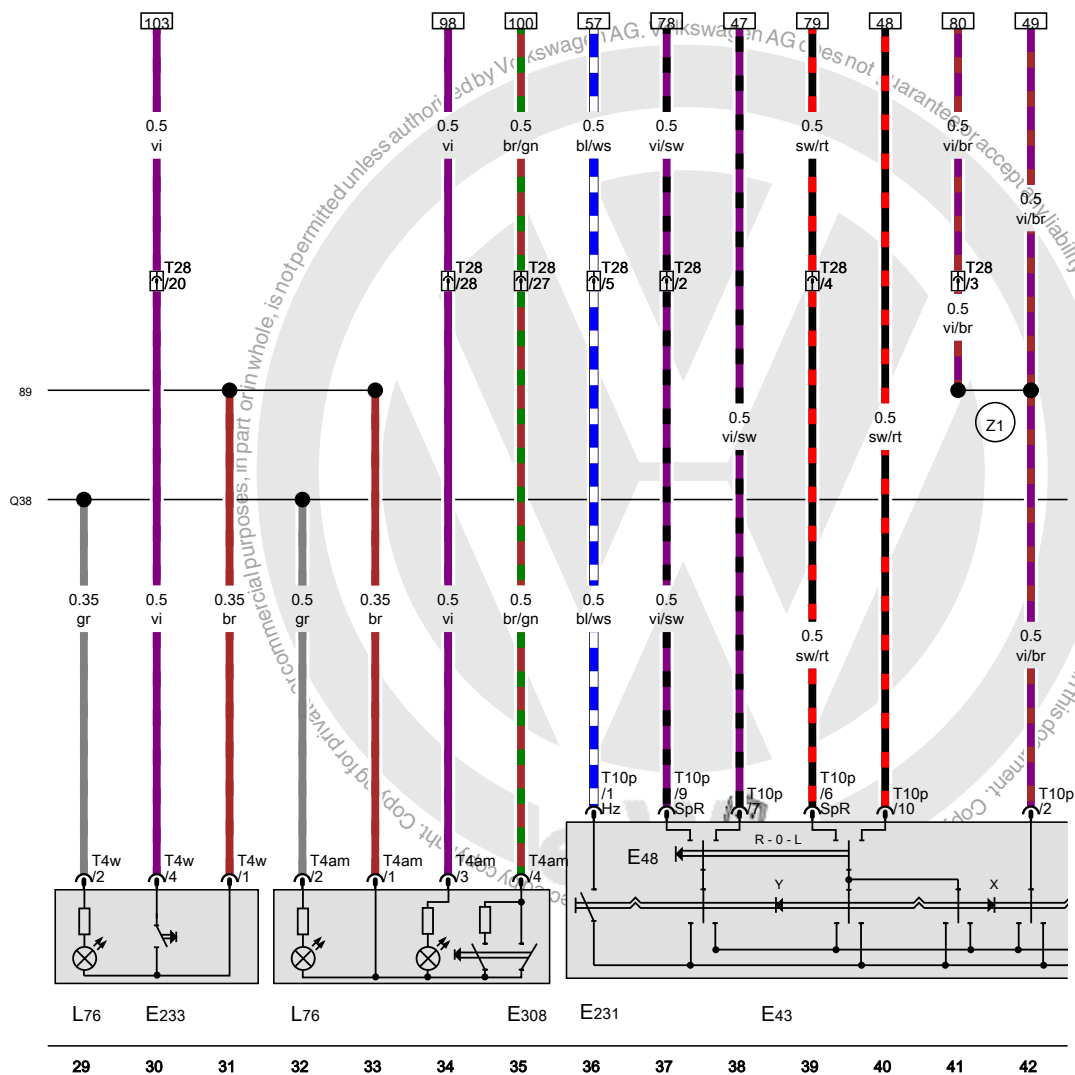 103 98 100 57 78 47 79 48 80 49
0.5 0.5 0.5 0.5 0.5 0.5 0.5
vi vi br/gn bl/ws vi/sw sw/rt vi/br
0.5
vi/br
T28 T28 T28 T28 T28 T28 T28
/20 /28 /27 /5 /2 /4 /3
0.5
vi/br
89
0.5 0.5
vi/sw sw/rt
Z1
Q38
0.35 0.5 0.35 0.5 0.35 0.5 0.5 0.5 0.5
gr vi br gr br vi br/gn bl/ws vi/sw
0.5 0.5
sw/rt vi/br
T10p T10p T10p T10p T10p T10p
/1 /9 /7 /6 /10 /2
Hz SpR SpR
R - 0 - L
E48
T4w T4w T4w T4am T4am T4am T4am
/2 /4 /1 /2 /1 /3 /4
Y X
L76 E233 L76 E308 E231 E43
29 30 31 32 33 34 35 36 37 38 39 40 41 42